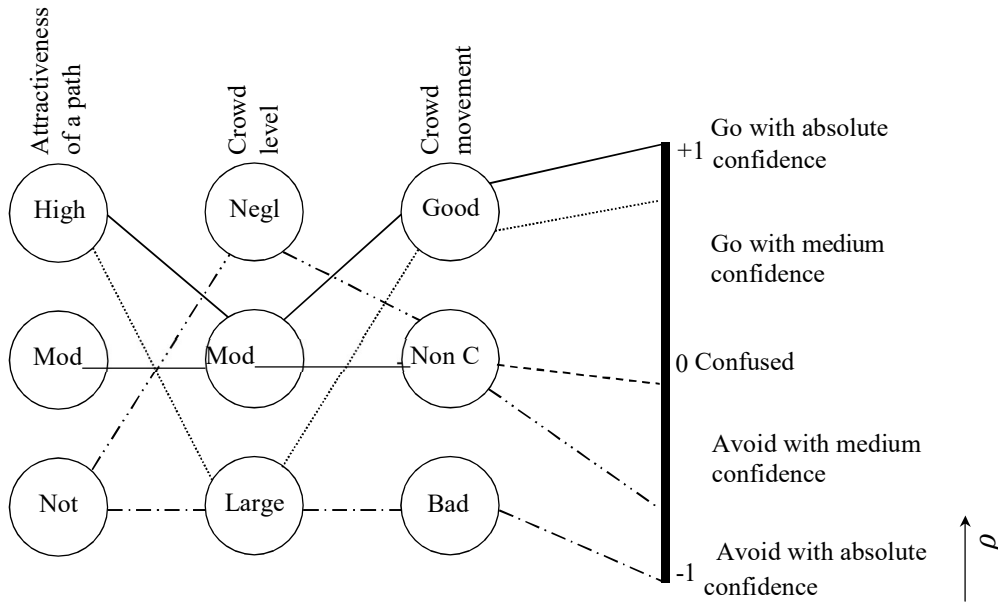 Attractiveness
of a path
Crowd
level
Crowd
movement
High
Negl
Good
Mod
Mod
Non C
Not
Large
Bad
+1
Go with absolute
confidence
Go with medium
confidence
0 Confused
Avoid with medium
confidence
-1
Avoid with absolute
confidence
ρ